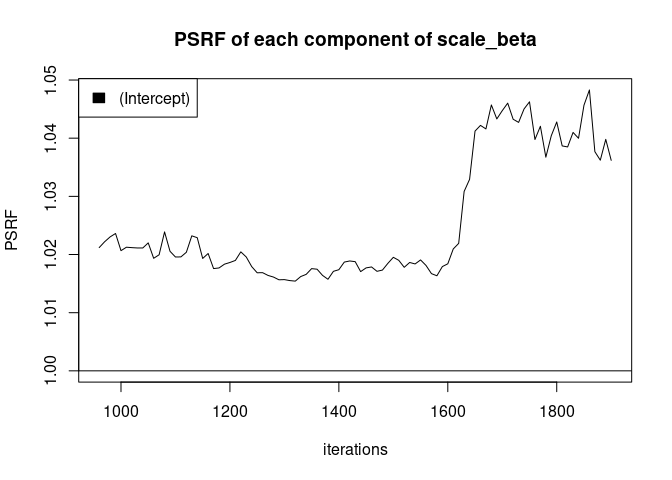 PSRF of each component of scale_beta
(Intercept)
PSRF
1.05
1.04
1.03
1.02
1.01
1.00
1000 1200 1400 1600 1800
iterations